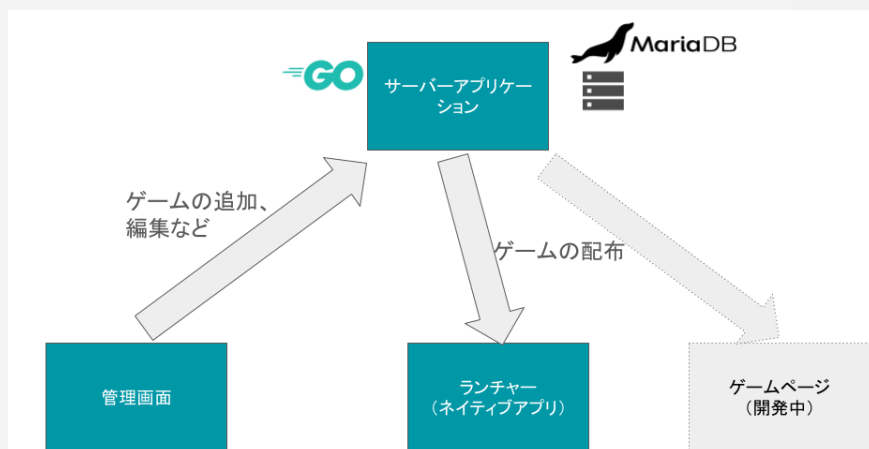 GO
MariaDB
サーバーアプリケー
ション
ゲームの追加、
編集など
ゲームの配布
管理画面
ランチャー
(ネイティブアプリ)
ゲームページ
(開発中)